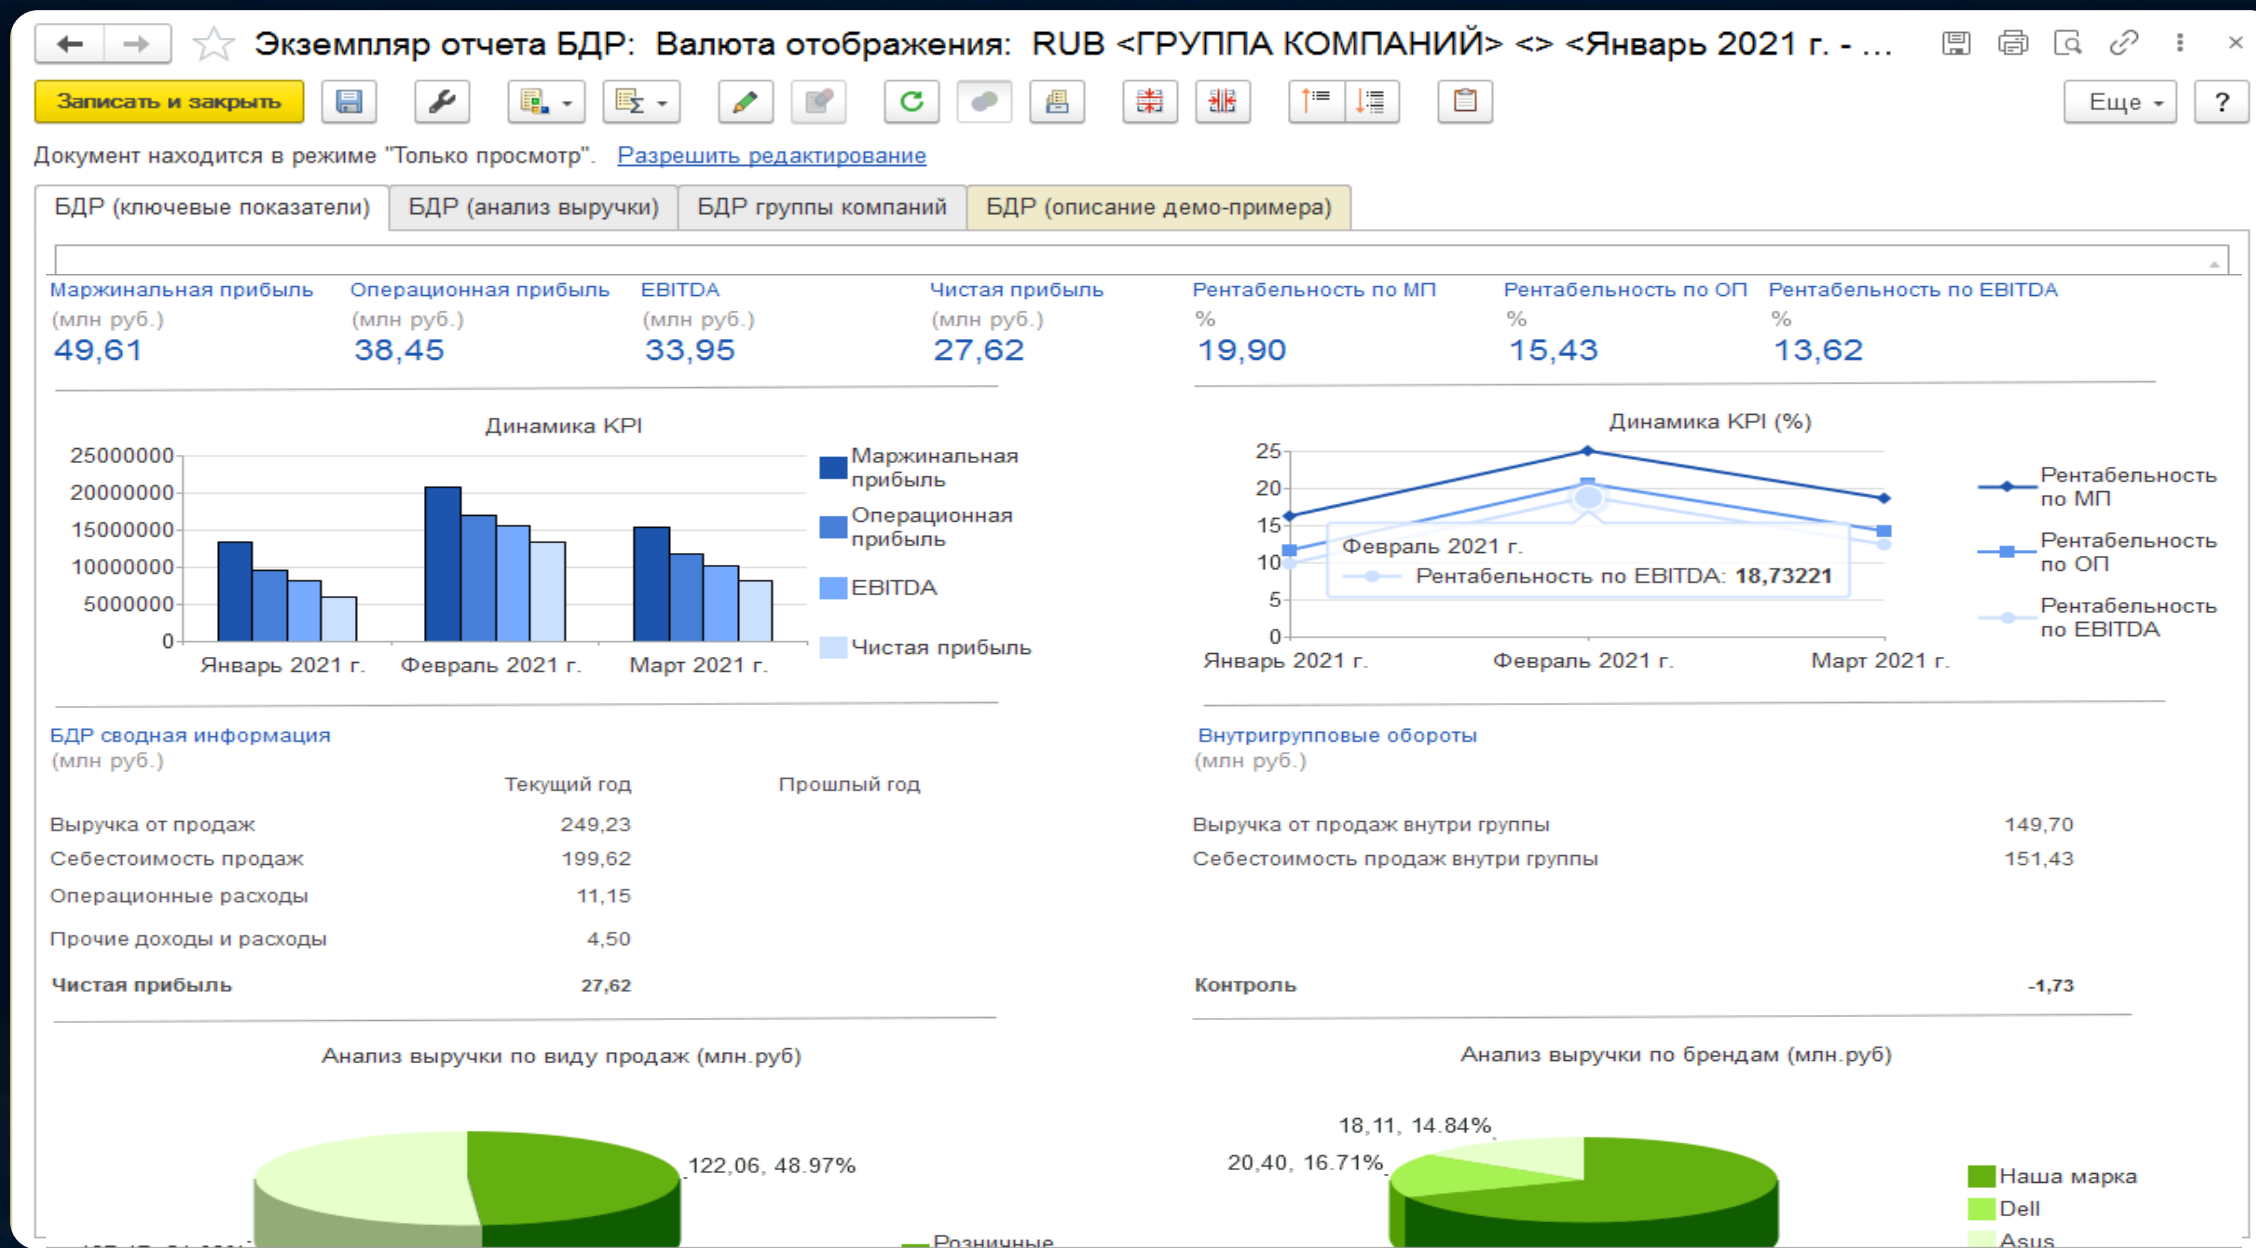 Экземпляр отчета БДР: Валюта отображения: RUB <ГРУППА КОМПАНИЙ> <> <Январь 2021 г. - ...
Записать и закрыть
Еще
?
Документ находится в режиме "Только просмотр". Разрешить редактирование
БДР (ключевые показатели) БДР (анализ выручки) БДР группы компаний БДР (описание демо-примера)
Маржинальная прибыль Операционная прибыль EBITDA Чистая прибыль Рентабельность по МП Рентабельность по ОП Рентабельность по EBITDA
(млн руб.) (млн руб.) (млн руб.) (млн руб.) % % %
49,61 38,45 33,95 27,62 19,90 15,43 13,62
Динамика KPI
25000000
20000000
15000000
10000000
5000000
0
Январь 2021 г. Февраль 2021 г. Март 2021 г.
Маржинальная
прибыль
Операционная
прибыль
EBITDA
Чистая прибыль
Динамика KPI (%)
25
20
15
10
5
0
Февраль 2021 г.
Рентабельность по EBITDA: 18,73221
Январь 2021 г. Февраль 2021 г. Март 2021 г.
Рентабельность
по МП
Рентабельность
по ОП
Рентабельность
по EBITDA
БДР сводная информация
(млн руб.)
Текущий год Прошлый год
Выручка от продаж 249,23
Себестоимость продаж 199,62
Операционные расходы 11,15
Прочие доходы и расходы 4,50
Чистая прибыль 27,62
Внутригрупповые обороты
(млн руб.)
Выручка от продаж внутри группы 149,70
Себестоимость продаж внутри группы 151,43
Контроль -1,73
Анализ выручки по виду продаж (млн.руб)
122,06, 48.97%
Розничные
Анализ выручки по брендам (млн.руб)
18,11, 14.84%
20,40, 16.71%
Наша марка
Dell
Asus